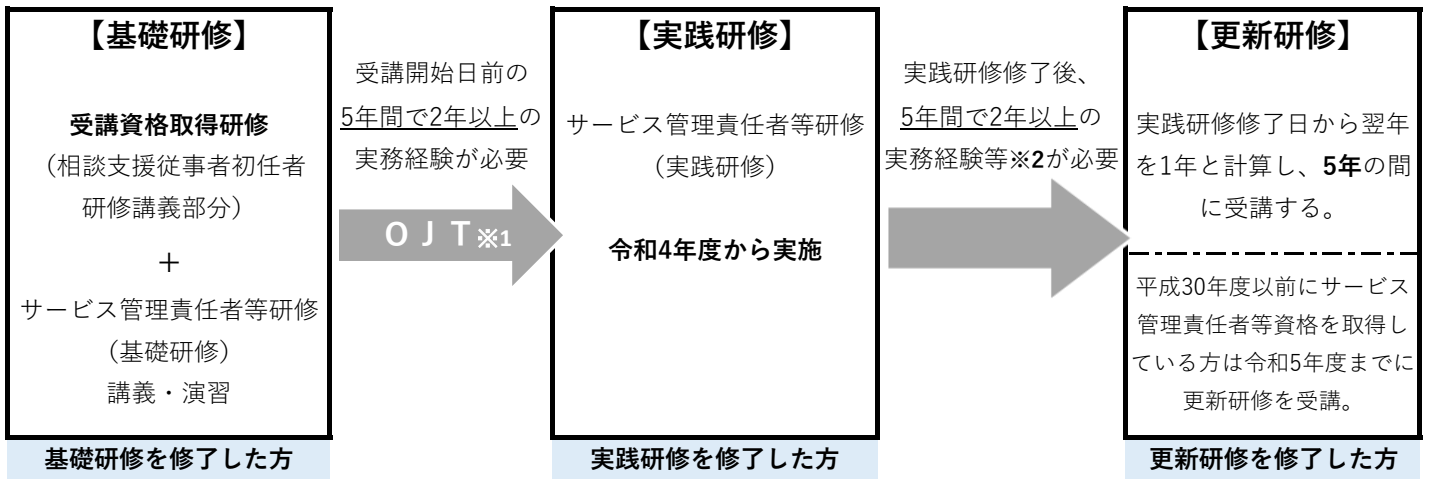 【基礎研修】
受講資格取得研修
（相談支援従事者初任者
研修講義部分）
＋
サービス管理責任者等研修
（基礎研修）
講義・演習
基礎研修を修了した方
受講開始日前の
5年間で2年以上の
実務経験が必要
ＯＪＴ※1
【実践研修】
サービス管理責任者等研修
（実践研修）
令和4年度から実施
実践研修を修了した方
実践研修修了後、
5年間で2年以上の
実務経験等※2が必要
【更新研修】
実践研修修了日から翌年
を1年と計算し、5年の間
に受講する。
平成30年度以前にサービス
管理責任者等資格を取得し
ている方は令和5年度までに
更新研修を受講。
更新研修を修了した方